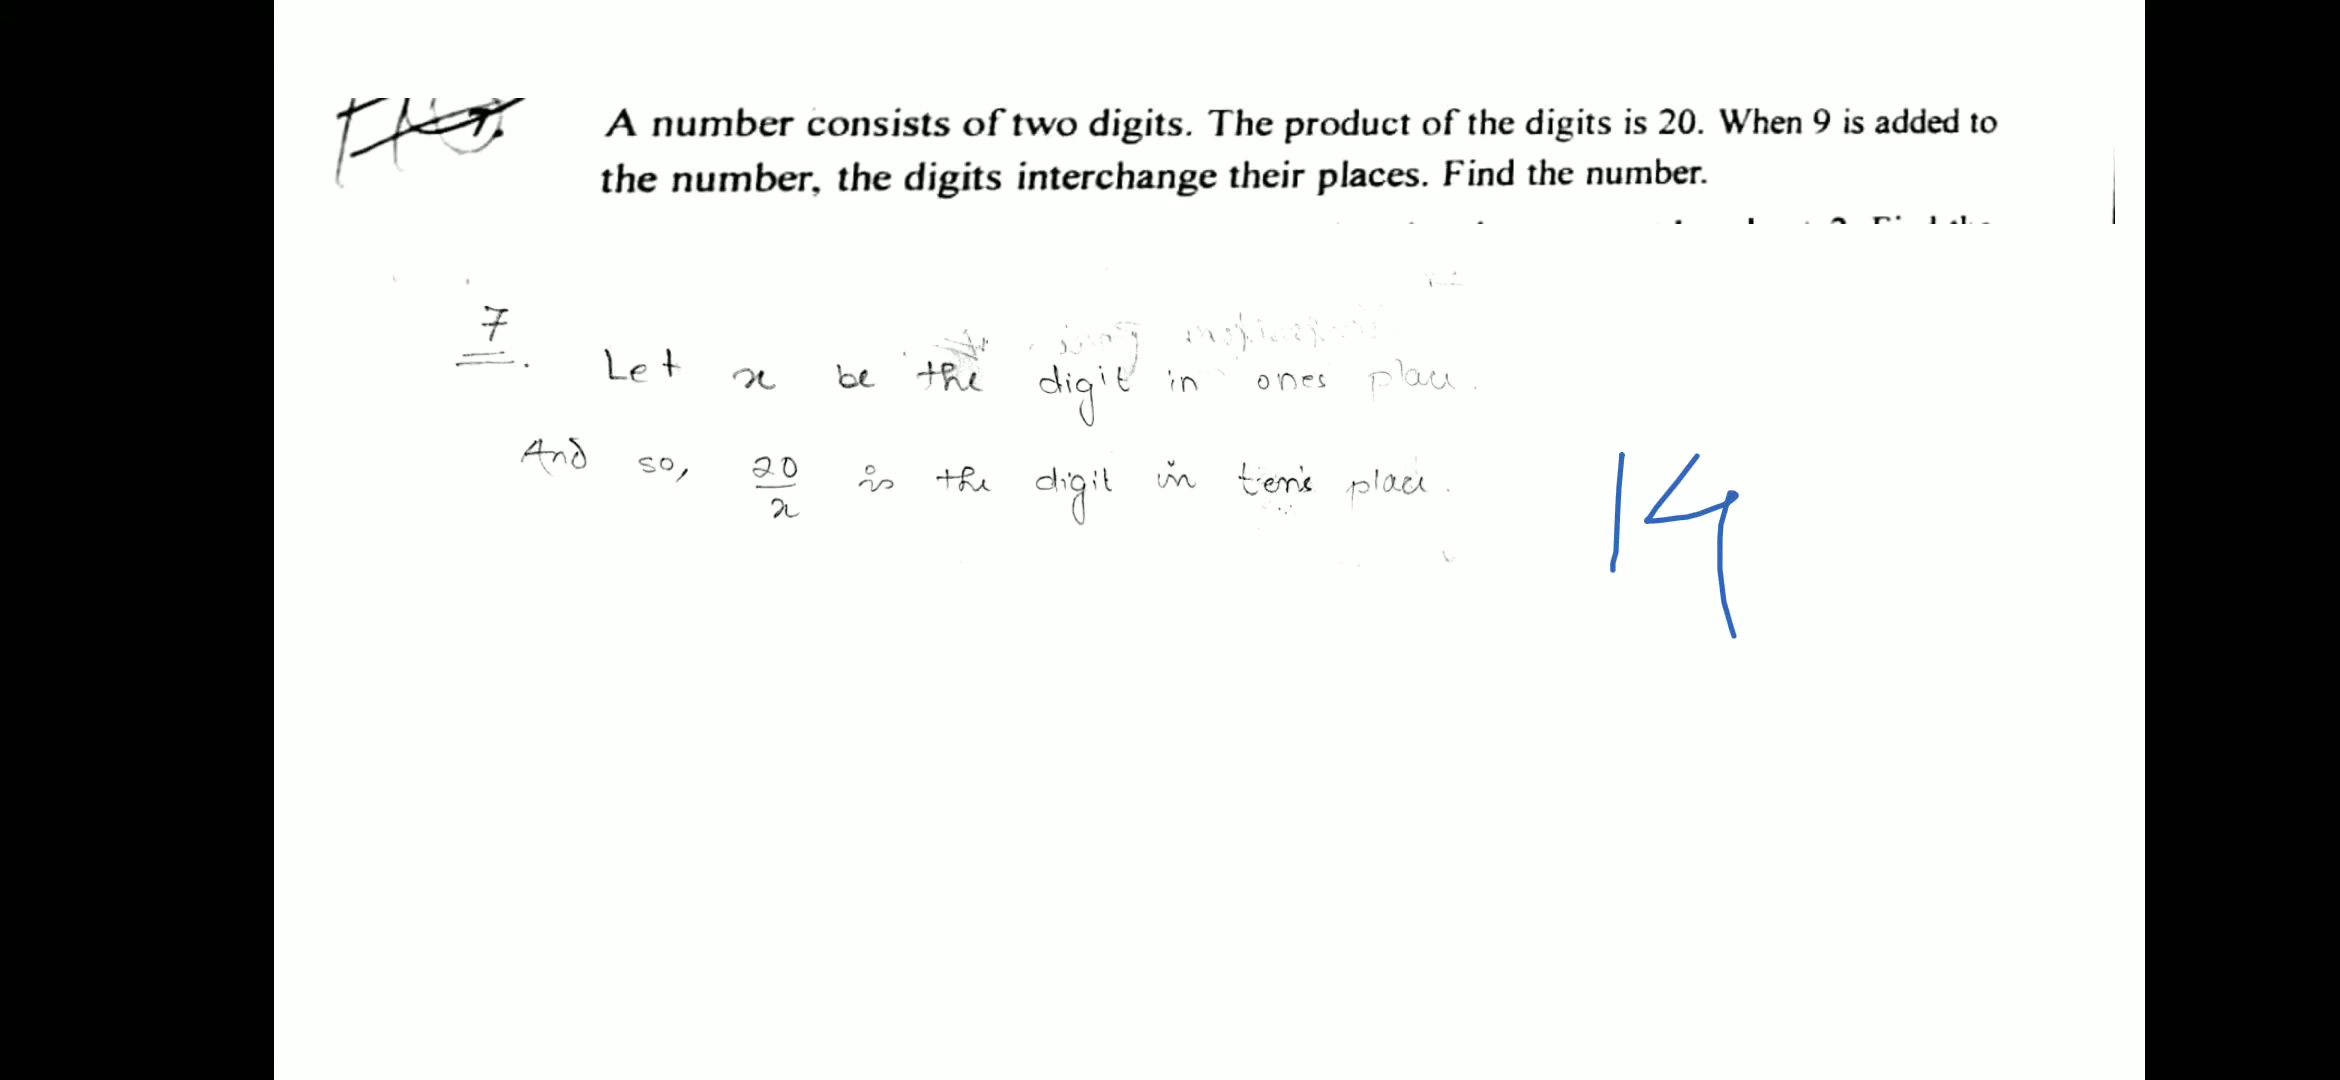 A number consists of two digits. The product of the digits is 20. When 9 is added to
the number, the digits interchange their places. Find the number.
7.
Let x be the digit in ones place.
And so, 20/x is the digit in ten's place.
14